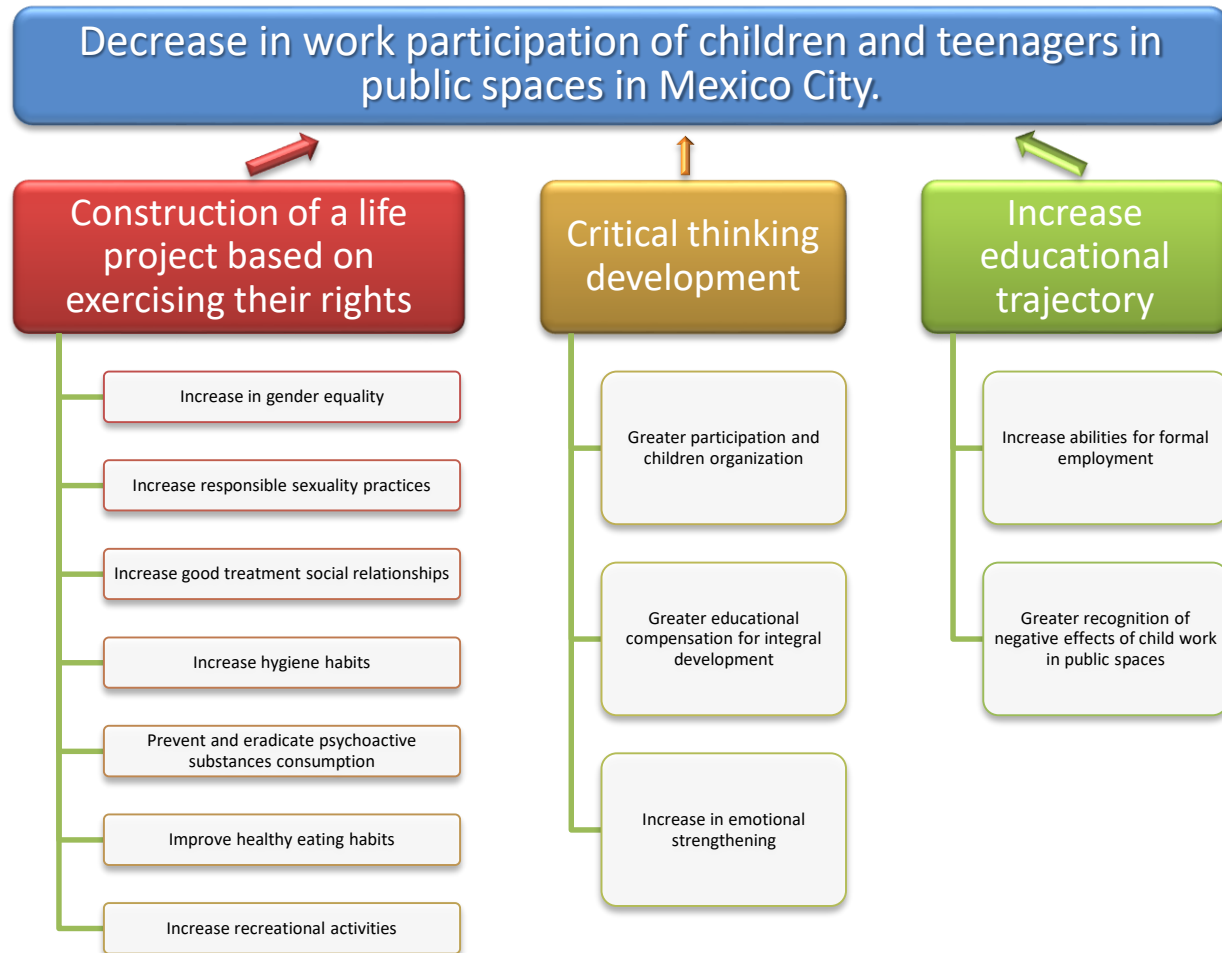 Decrease in work participation of children and teenagers in
public spaces in Mexico City.
Construction of a life
project based on
exercising their rights
Increase in gender equality
Increase responsible sexuality practices
Increase good treatment social relationships
Increase hygiene habits
Prevent and eradicate psychoactive
substances consumption
Improve healthy eating habits
Increase recreational activities
Critical thinking
development
Greater participation and
children organization
Greater educational
compensation for integral
development
Increase in emotional
strengthening
Increase
educational
trajectory
Increase abilities for formal
employment
Greater recognition of
negative effects of child work
in public spaces